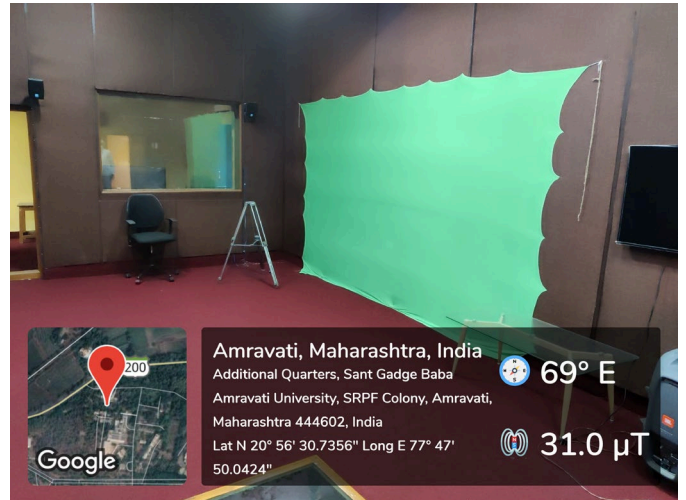 Amravati, Maharashtra, India
Additional Quarters, Sant Gadge Baba
Amravati University, SRPF Colony, Amravati,
Maharashtra 444602, India
Lat N 20° 56' 30.7356" Long E 77° 47'
50.0424"
69° E
31.0 µT
200
Google